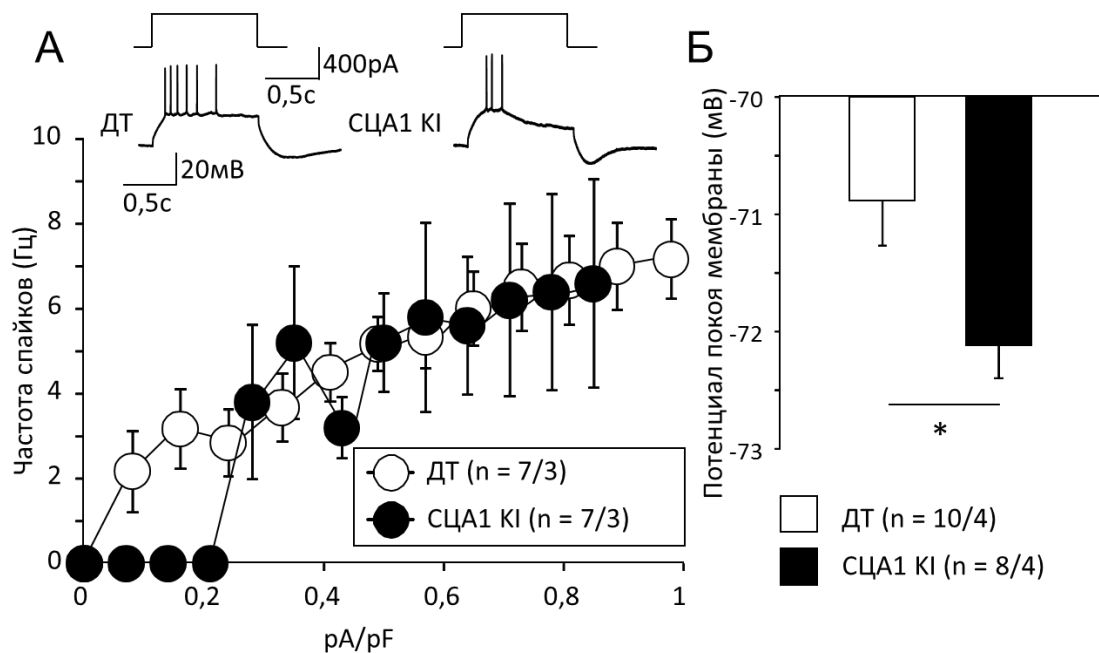 А
400pA
0,5с
ДТ
СЦА1 KI
20мВ
0,5с
Частота спайков (Гц)
10
8
6
4
2
0
0
0,2
0,4
0,6
0,8
1
pA/pF
ДТ (n = 7/3)
СЦА1 KI (n = 7/3)
Б
Потенциал покоя мембраны (мВ)
-70
-71
-72
-73
*
ДТ (n = 10/4)
СЦА1 KI (n = 8/4)